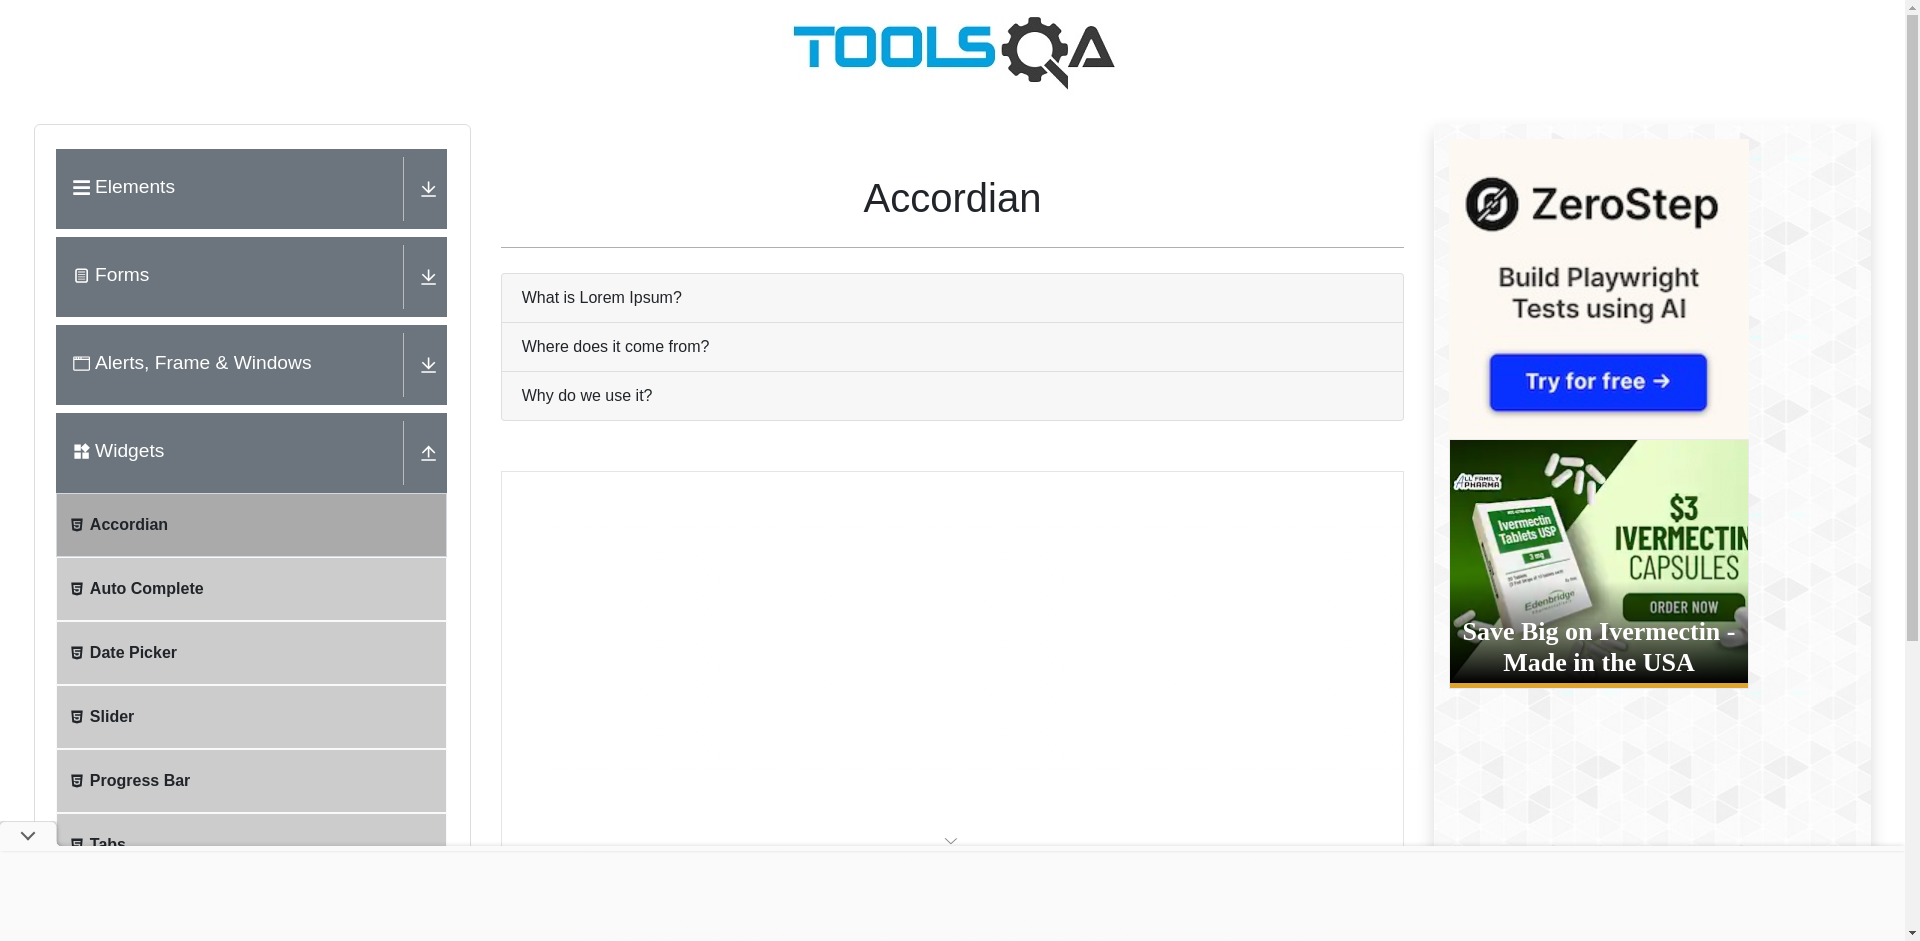 TOOLSQA
Elements
Forms
Alerts, Frame & Windows
Widgets
Accordian
Auto Complete
Date Picker
Slider
Progress Bar
Tabs
Accordian
What is Lorem Ipsum?
Where does it come from?
Why do we use it?
ZeroStep
Build Playwright
Tests using AI
Try for free →
ALL FAMILY
PHARMA
Ivermectin
Tablets USP
3 mg
Edenbridge
$3
IVERMECTIN
CAPSULES
ORDER NOW
Save Big on Ivermectin -
Made in the USA